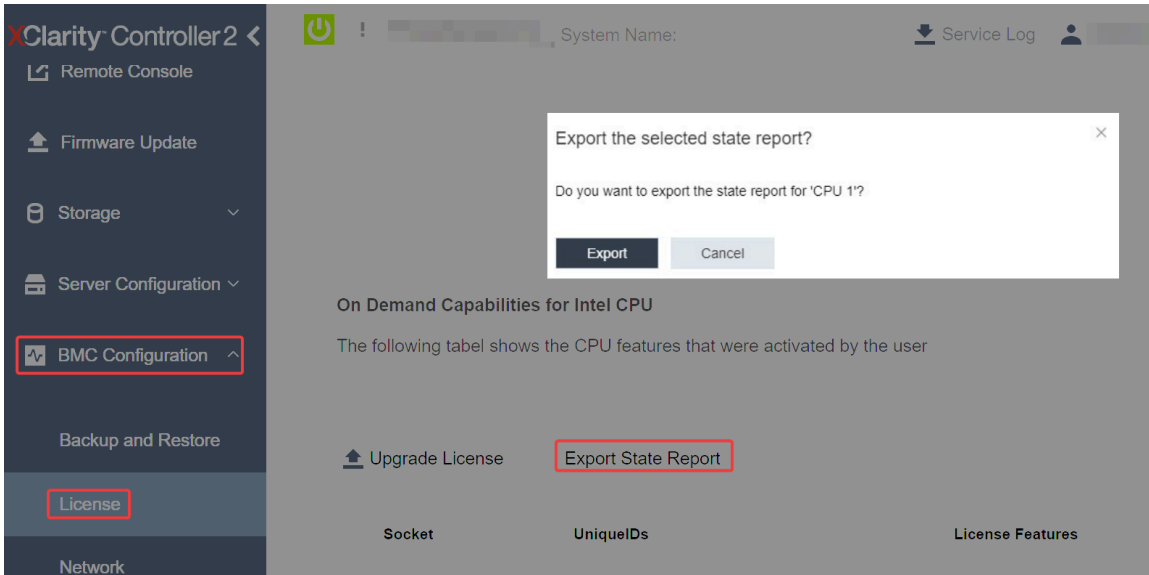 XClarity Controller 2
Remote Console
Firmware Update
Storage
Server Configuration
BMC Configuration
Backup and Restore
License
Network
! System Name:
Service Log
Export the selected state report?
Do you want to export the state report for 'CPU 1'?
Export Cancel
On Demand Capabilities for Intel CPU
The following tabel shows the CPU features that were activated by the user
Upgrade License Export State Report
Socket UniqueIDs License Features